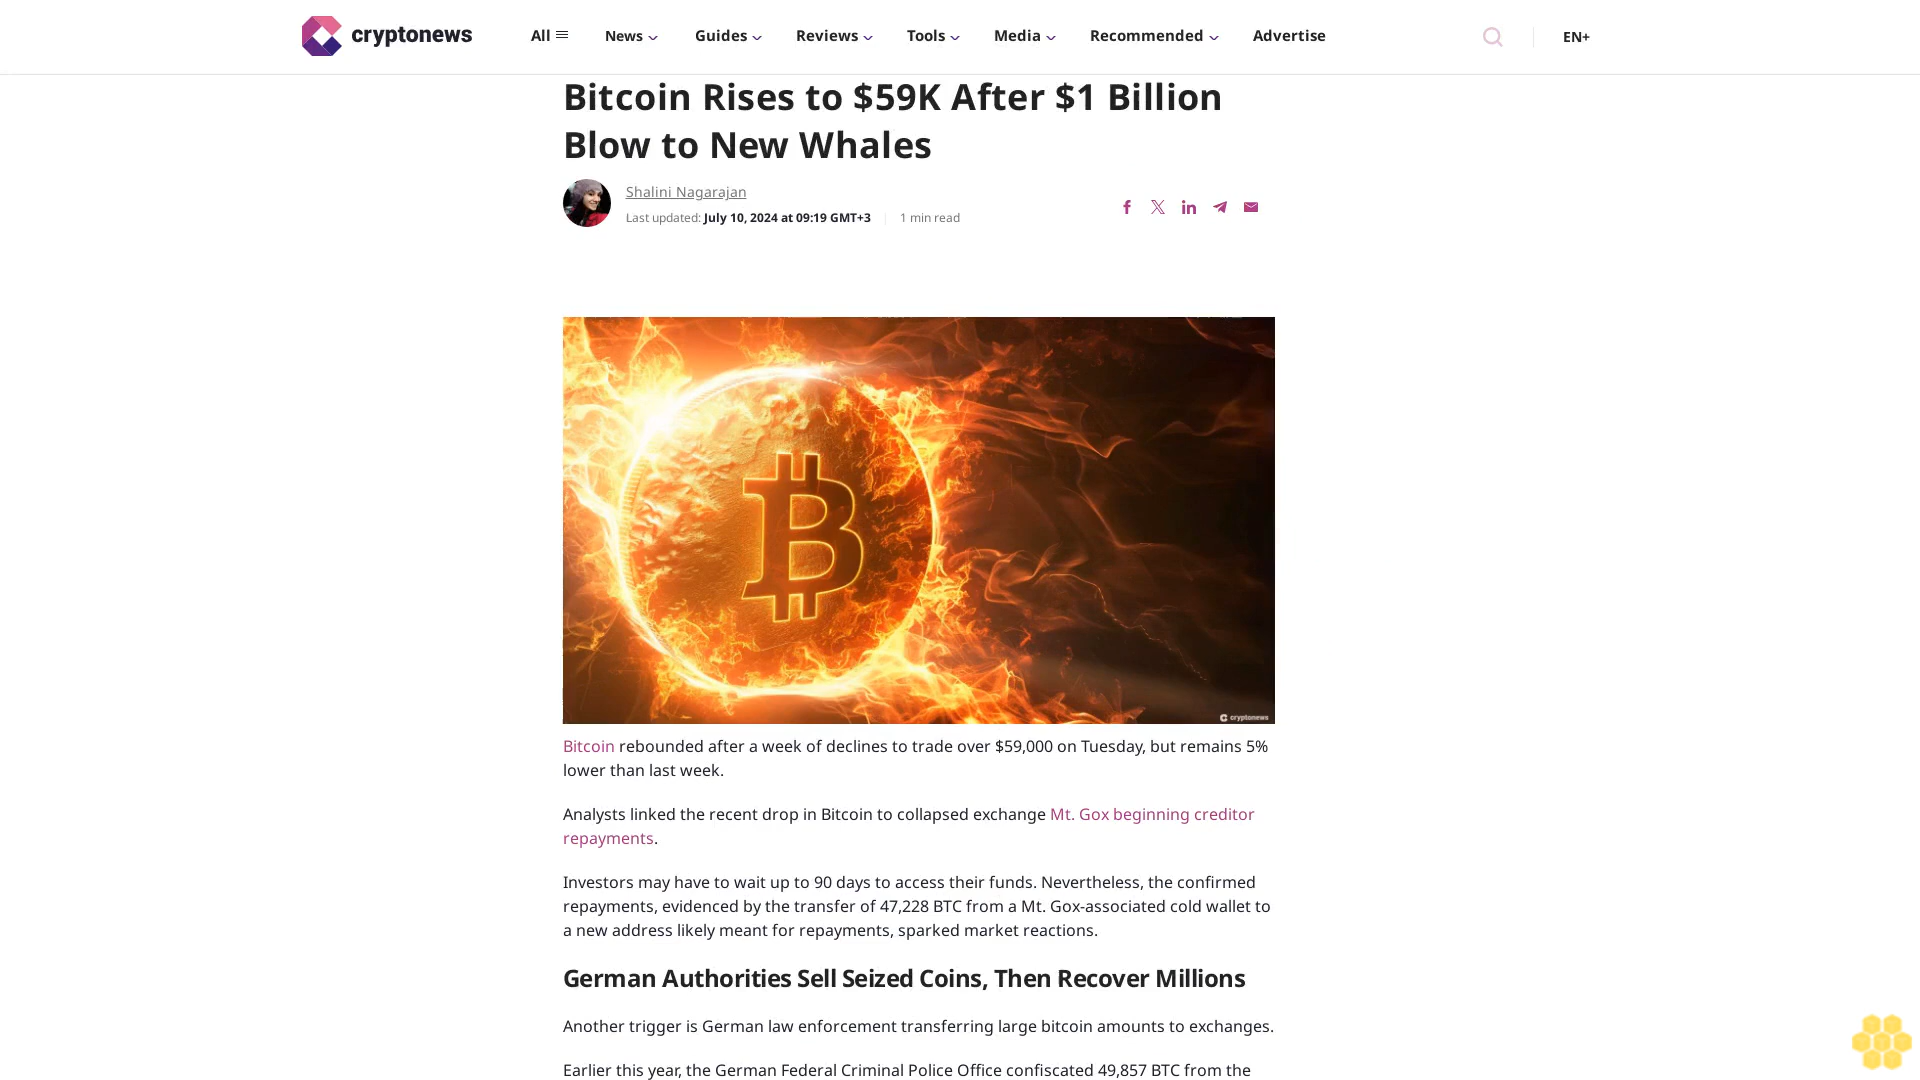 cryptonews
All
News
Guides
Reviews
Tools
Media
Recommended
Advertise
EN+
Bitcoin Rises to $59K After $1 Billion
Blow to New Whales
Shalini Nagarajan
Last updated: July 10, 2024 at 09:19 GMT+3
1 min read
cryptonews
Bitcoin rebounded after a week of declines to trade over $59,000 on Tuesday, but remains 5%
lower than last week.
Analysts linked the recent drop in Bitcoin to collapsed exchange Mt. Gox beginning creditor
repayments.
Investors may have to wait up to 90 days to access their funds. Nevertheless, the confirmed
repayments, evidenced by the transfer of 47,228 BTC from a Mt. Gox-associated cold wallet to
a new address likely meant for repayments, sparked market reactions.
German Authorities Sell Seized Coins, Then Recover Millions
Another trigger is German law enforcement transferring large bitcoin amounts to exchanges.
Earlier this year, the German Federal Criminal Police Office confiscated 49,857 BTC from the